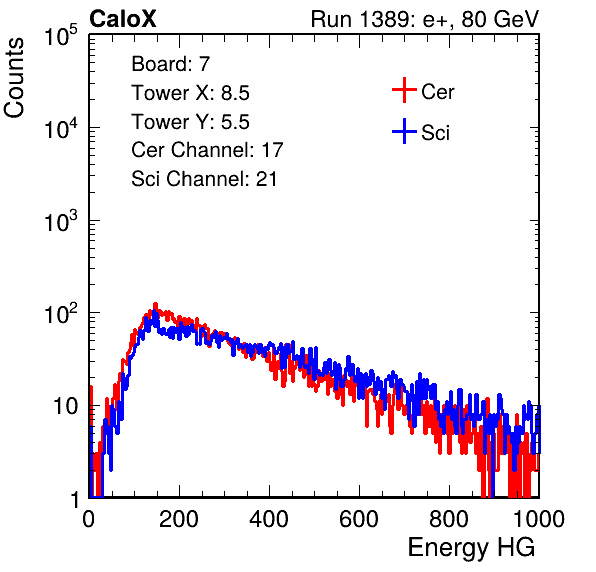 CaloX Run 1389: e+, 80 GeV
Counts
Board: 7
Tower X: 8.5
Tower Y: 5.5
Cer Channel: 17
Sci Channel: 21
Cer
Sci
10^5
10^4
10^3
10^2
10
1
0 200 400 600 800 1000
Energy HG